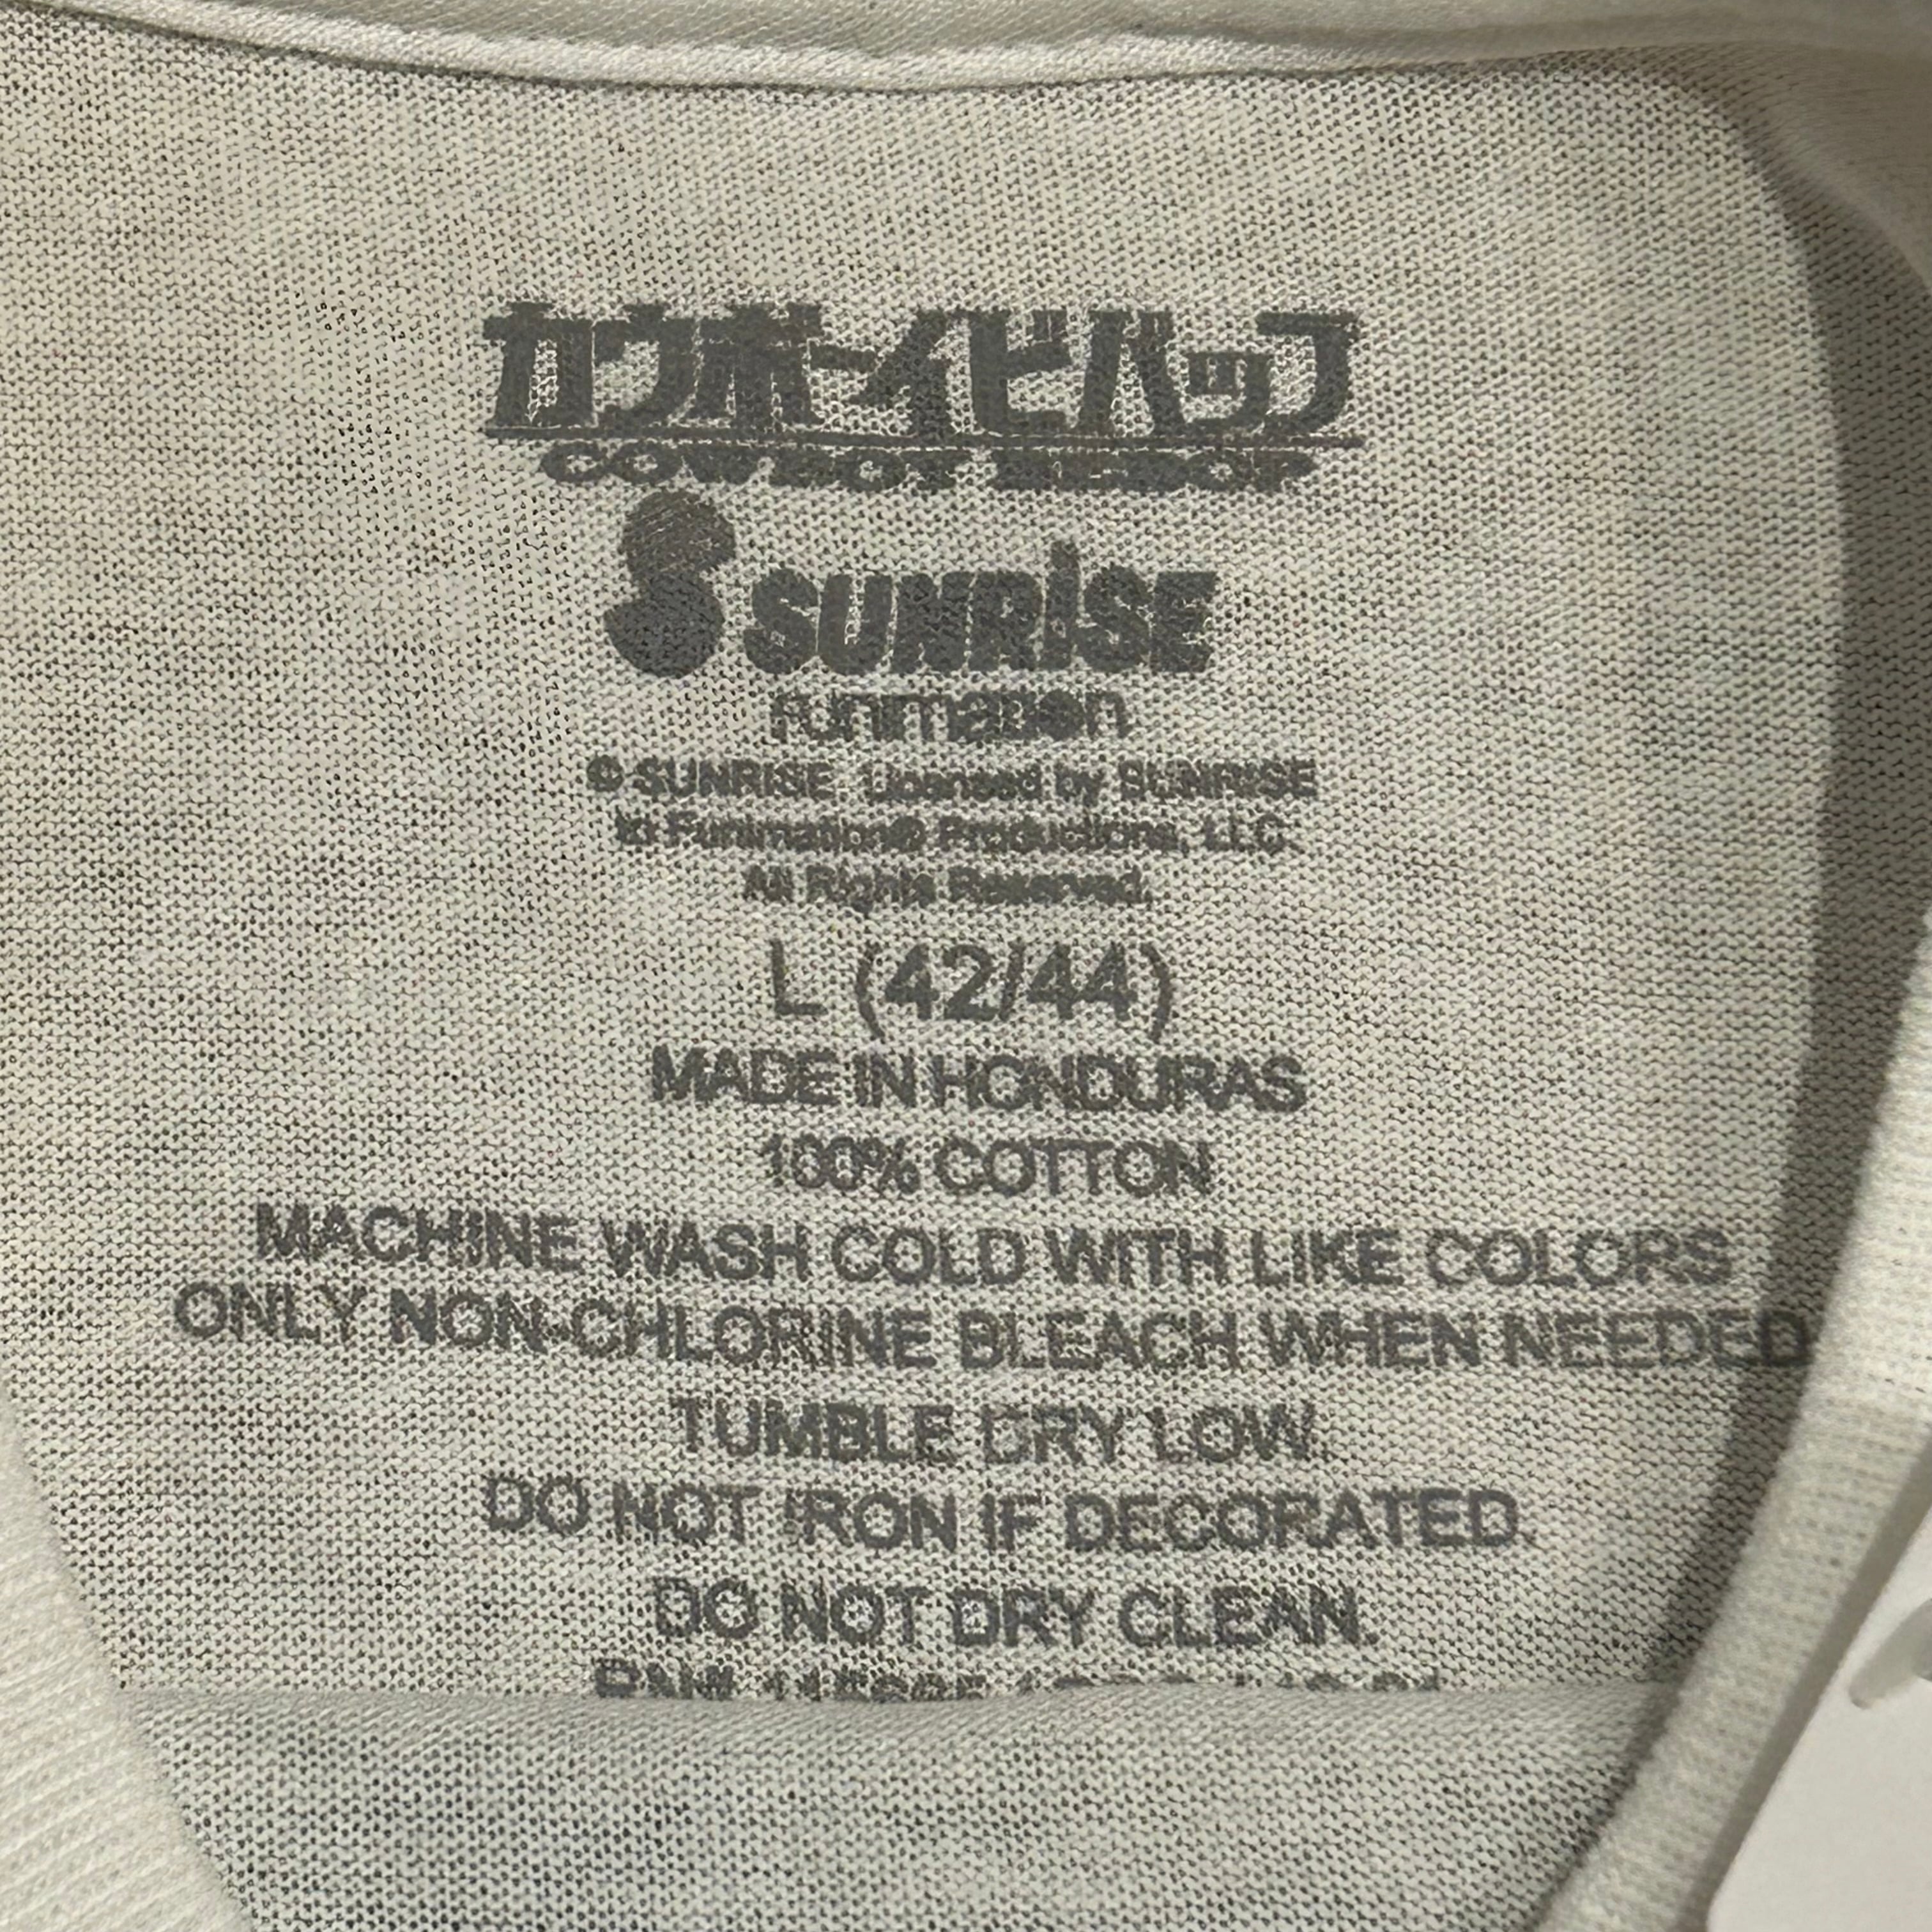 カウボーイビバップ
COWBOY BEBOP
SUNRISE
FUNIMATION
© SUNRISE Licensed by SUNRISE
to Funimation® Productions, LLC.
All Rights Reserved.
L (42/44)
MADE IN HONDURAS
100% COTTON
MACHINE WASH COLD WITH LIKE COLORS
ONLY NON-CHLORINE BLEACH WHEN NEEDED
TUMBLE DRY LOW.
DO NOT IRON IF DECORATED.
DO NOT DRY CLEAN.
RN#